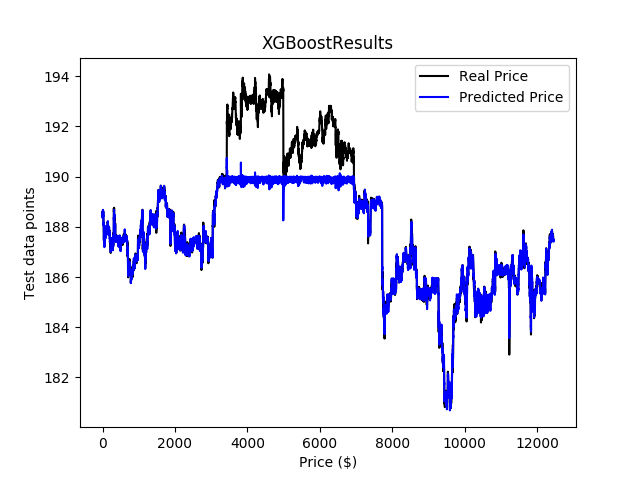 XGBoostResults
Real Price
Predicted Price
194
192
190
188
186
184
182
Test data points
0 2000 4000 6000 8000 10000 12000
Price ($)